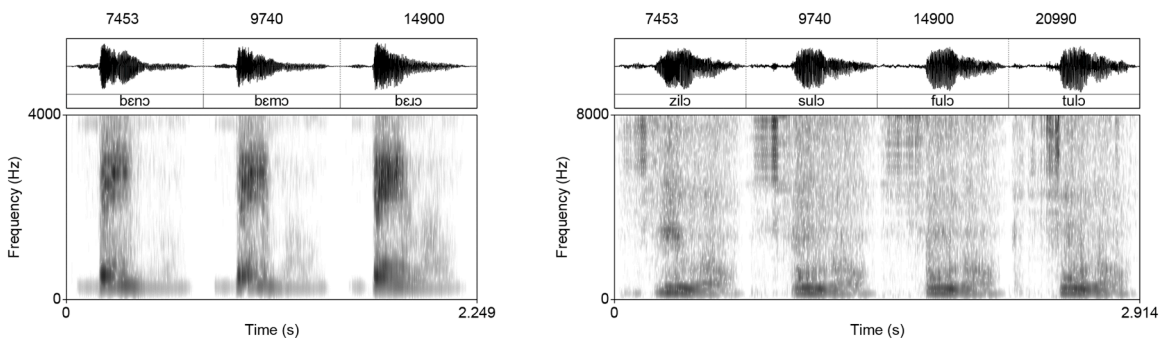 7453 9740 14900
bɛnɔ bɛmɔ
4000
Frequency (Hz)
0
0 2.249
Time (s)
7453 9740 14900 20990
zilɔ sulɔ fulɔ tulɔ
8000
Frequency (Hz)
0
0 2.914
Time (s)